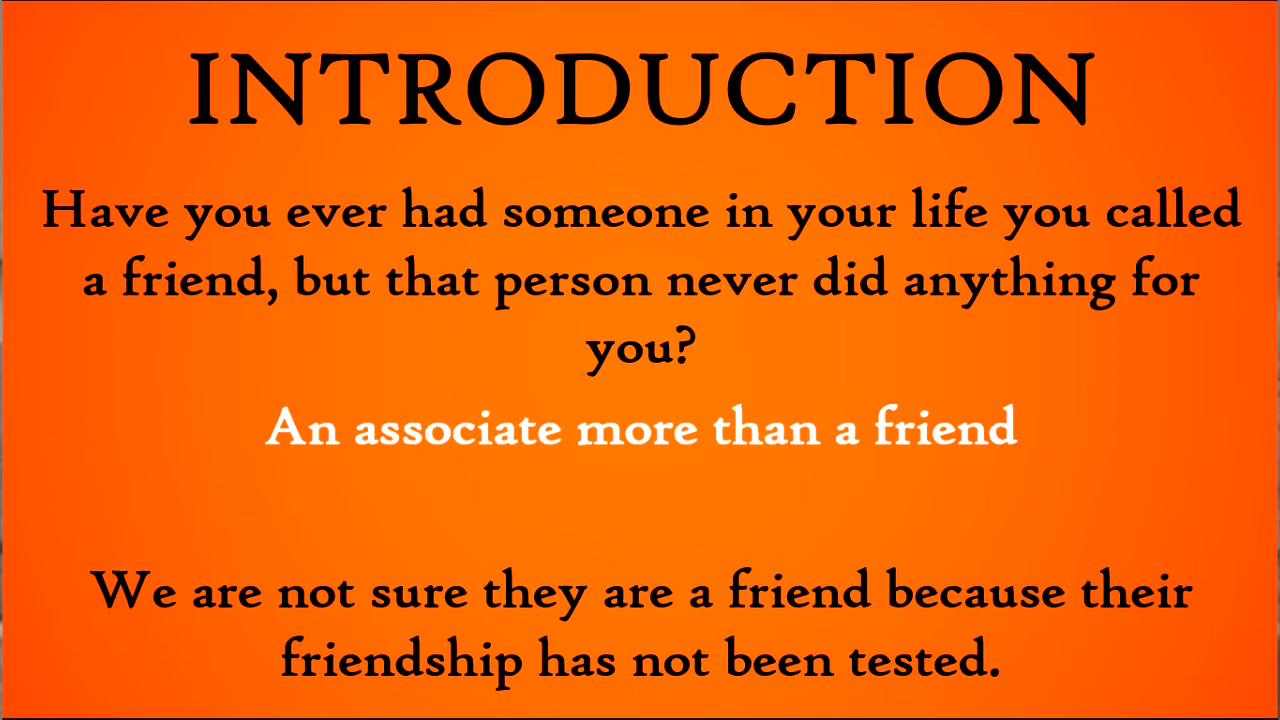 INTRODUCTION
Have you ever had someone in your life you called
a friend, but that person never did anything for
you?
An associate more than a friend
We are not sure they are a friend because their
friendship has not been tested.